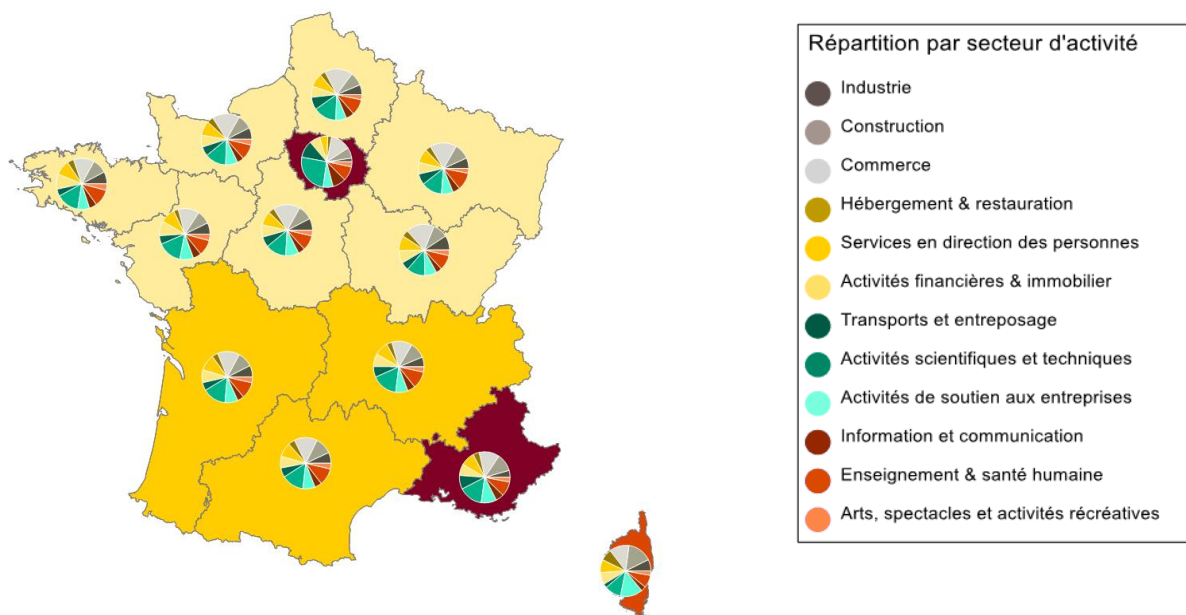 Répartition par secteur d'activité
Industrie
Construction
Commerce
Hébergement & restauration
Services en direction des personnes
Activités financières & immobilier
Transports et entreposage
Activités scientifiques et techniques
Activités de soutien aux entreprises
Information et communication
Enseignement & santé humaine
Arts, spectacles et activités récréatives